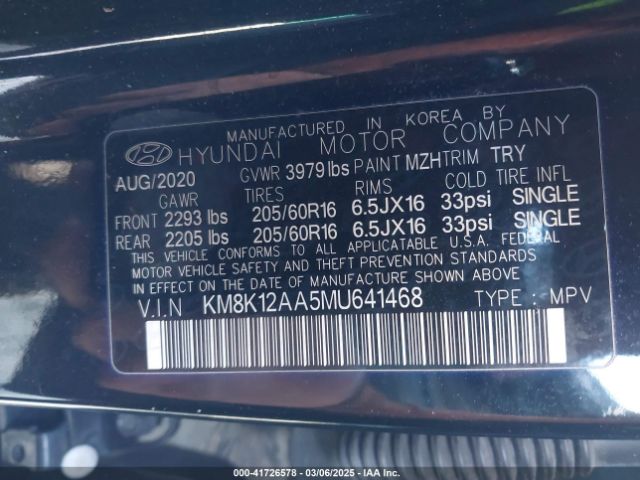 MANUFACTURED IN KOREA BY
HYUNDAI MOTOR COMPANY
AUG/2020 GVWR 3979 lbs PAINT MZH TRIM TRY
GAWR TIRES RIMS COLD TIRE INFL
FRONT 2293 lbs 205/60R16 6.5JX16 33psi SINGLE
REAR 2205 lbs 205/60R16 6.5JX16 33psi SINGLE
THIS VEHICLE CONFORMS TO ALL APPLICATABLE U.S.A. FEDERAL
MOTOR VEHICLE SAFETY AND THEFT PREVENTION STANDARDS
IN EFFECT ON THE DATE OF MANUFACTURE SHOWN ABOVE
V.I.N KM8K12AA5MU641468 TYPE : MPV
000-41726578 - 03/06/2025 - IAA Inc.